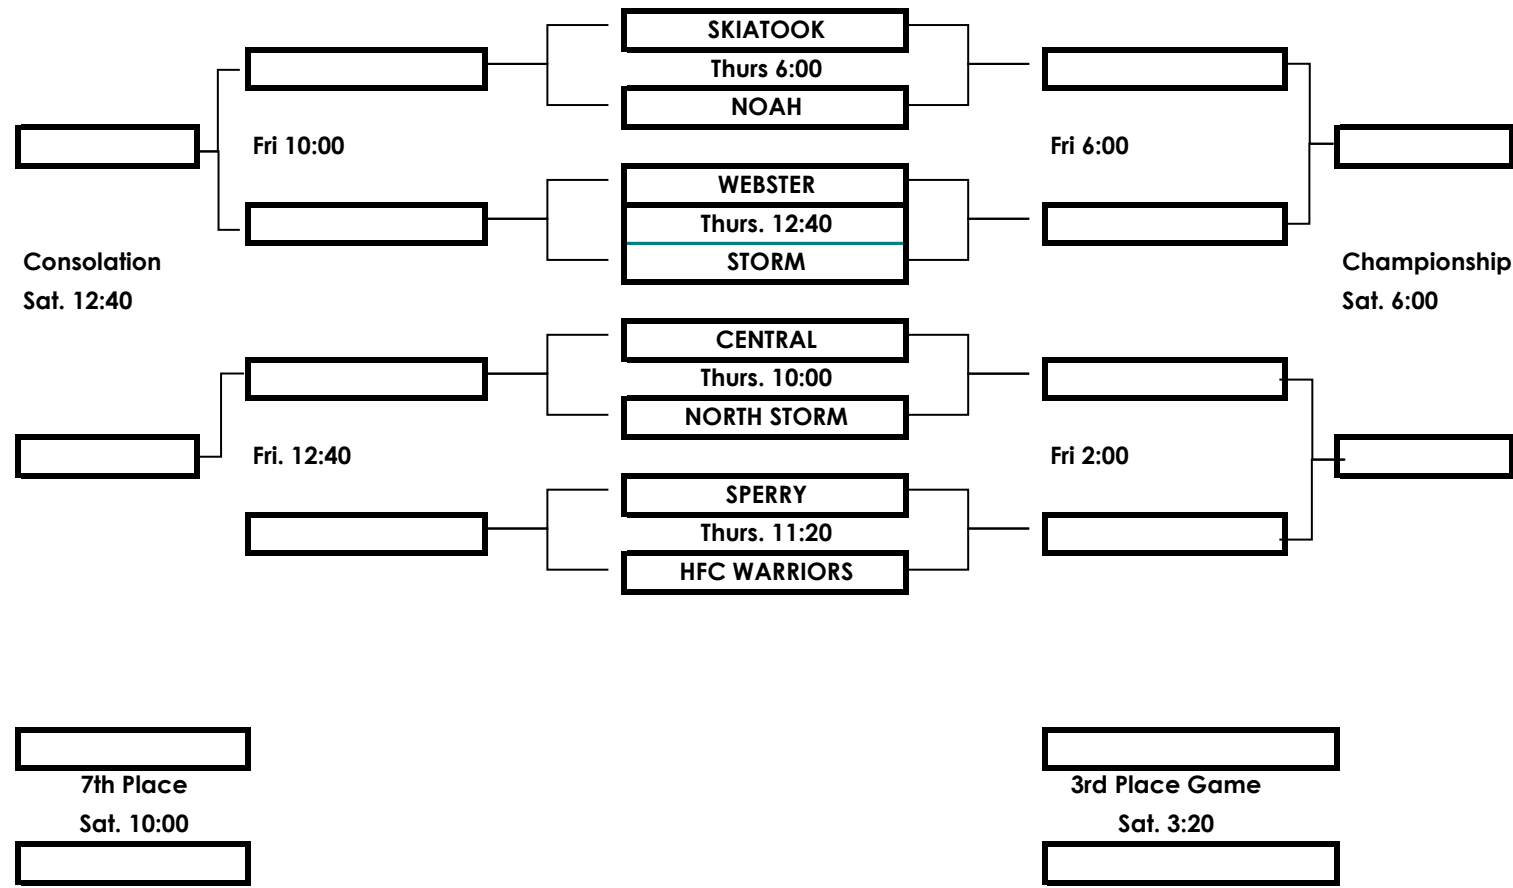 SKIATOOK
Thurs 6:00
NOAH
Fri 10:00
Fri 6:00
WEBSTER
Thurs. 12:40
STORM
Consolation
Sat. 12:40
Championship
Sat. 6:00
CENTRAL
Thurs. 10:00
NORTH STORM
Fri. 12:40
Fri 2:00
SPERRY
Thurs. 11:20
HFC WARRIORS
7th Place
Sat. 10:00
3rd Place Game
Sat. 3:20